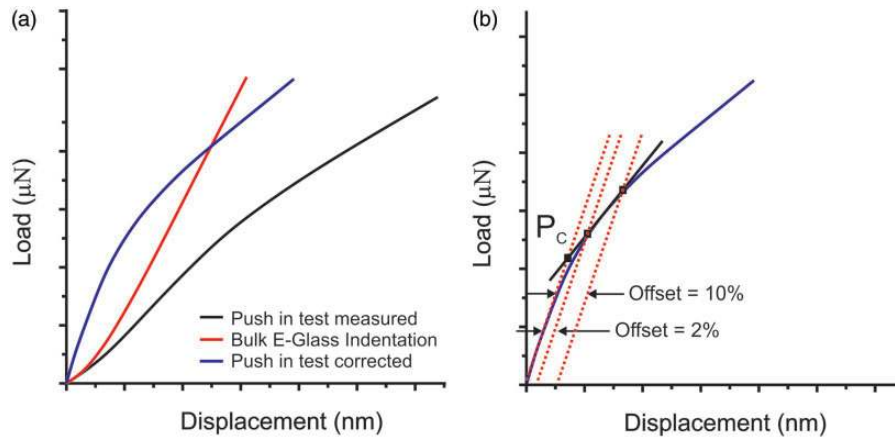 (a)
Load (μN)
Push in test measured
Bulk E-Glass Indentation
Push in test corrected
Displacement (nm)
(b)
Load (μN)
PC
Offset = 10%
Offset = 2%
Displacement (nm)